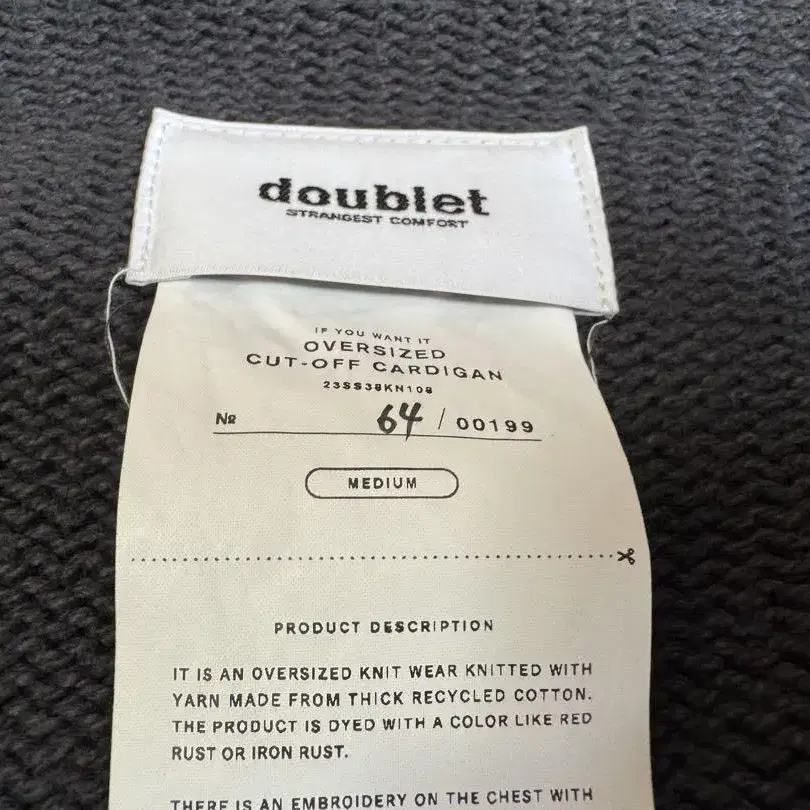 doublet
STRANGEST COMFORT
IF YOU WANT IT
OVERSIZED
CUT-OFF CARDIGAN
23SS38KN108
№ 64 / 00199
MEDIUM
PRODUCT DESCRIPTION
IT IS AN OVERSIZED KNIT WEAR KNITTED WITH
YARN MADE FROM THICK RECYCLED COTTON.
THE PRODUCT IS DYED WITH A COLOR LIKE RED
RUST OR IRON RUST.
THERE IS AN EMBROIDERY ON THE CHEST WITH